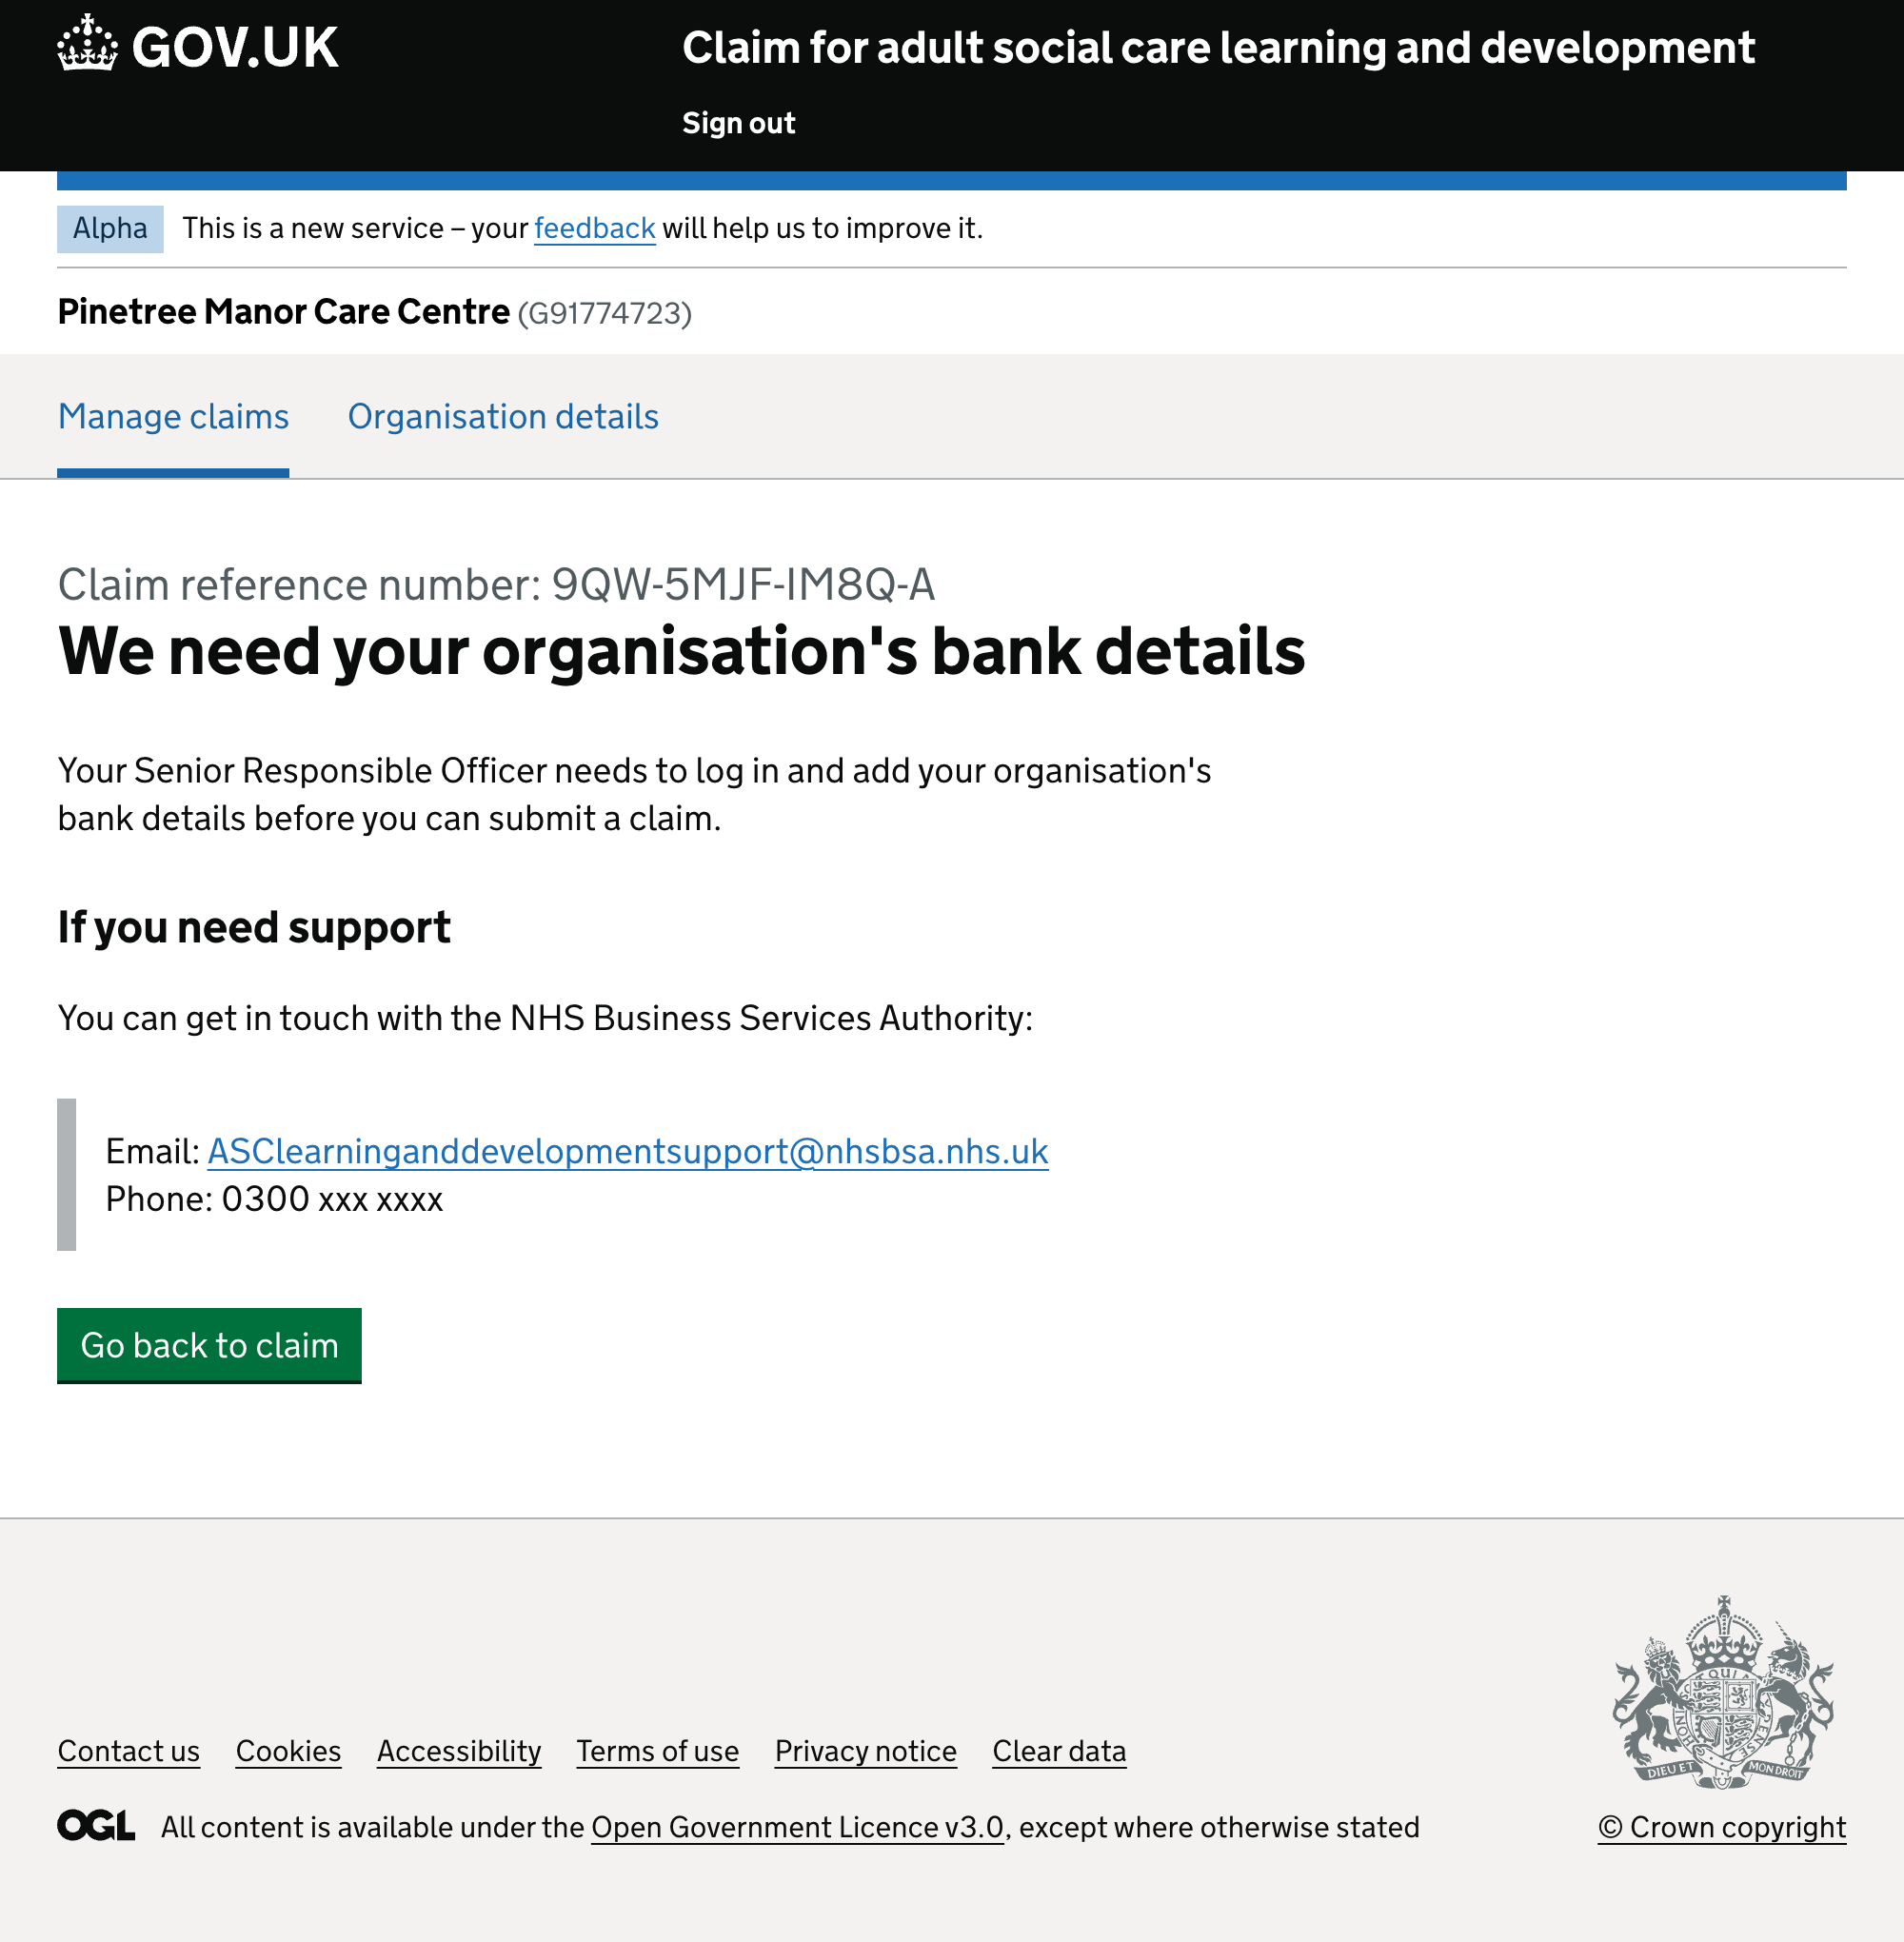 GOV.UK
Claim for adult social care learning and development
Sign out
Alpha This is a new service – your feedback will help us to improve it.
Pinetree Manor Care Centre (G91774723)
Manage claims Organisation details
Claim reference number: 9QW-5MJF-IM8Q-A
We need your organisation's bank details
Your Senior Responsible Officer needs to log in and add your organisation's
bank details before you can submit a claim.
If you need support
You can get in touch with the NHS Business Services Authority:
Email: ASClearninganddevelopmentsupport@nhsbsa.nhs.uk
Phone: 0300 xxx xxxx
Go back to claim
Contact us Cookies Accessibility Terms of use Privacy notice Clear data
DIEU ET MON DROIT
OGL All content is available under the Open Government Licence v3.0, except where otherwise stated
© Crown copyright